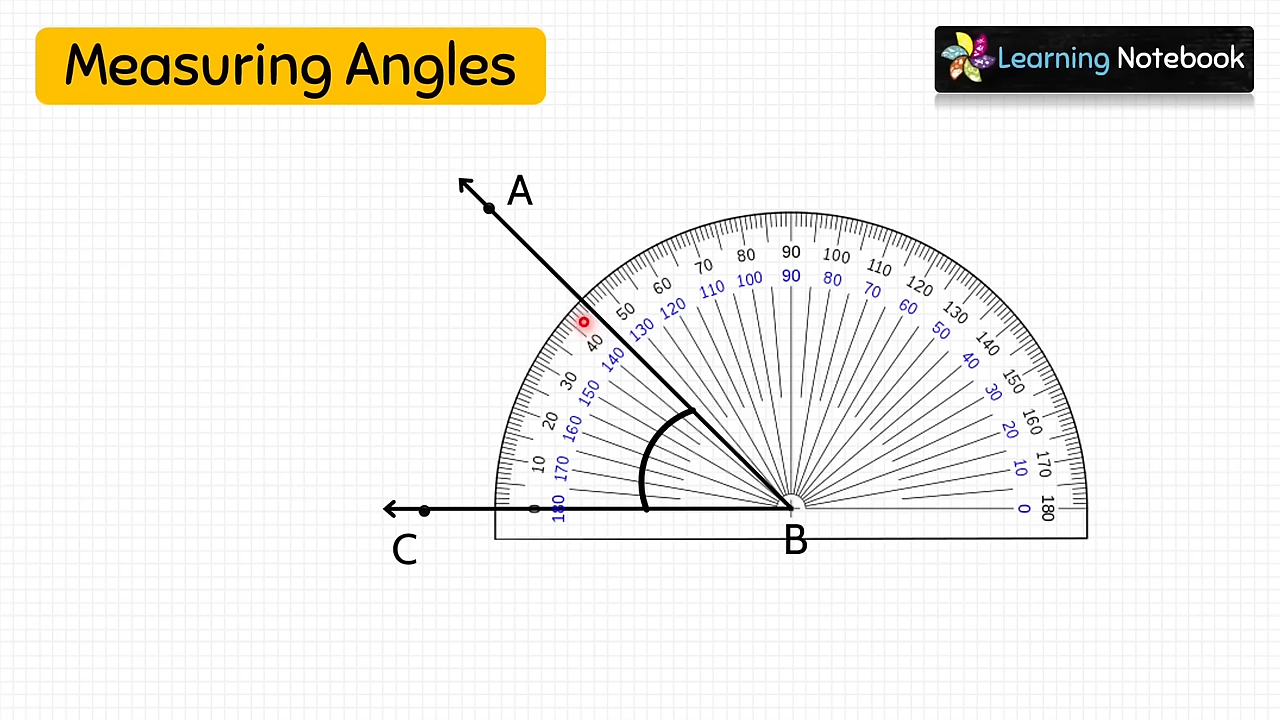 Measuring Angles
Learning Notebook
A
0 10 20 30 40 50 60 70 80 90 100 110 120 130 140 150 160 170 180
180 170 160 150 140 130 120 110 100 90 80 70 60 50 40 30 20 10 0
B
C